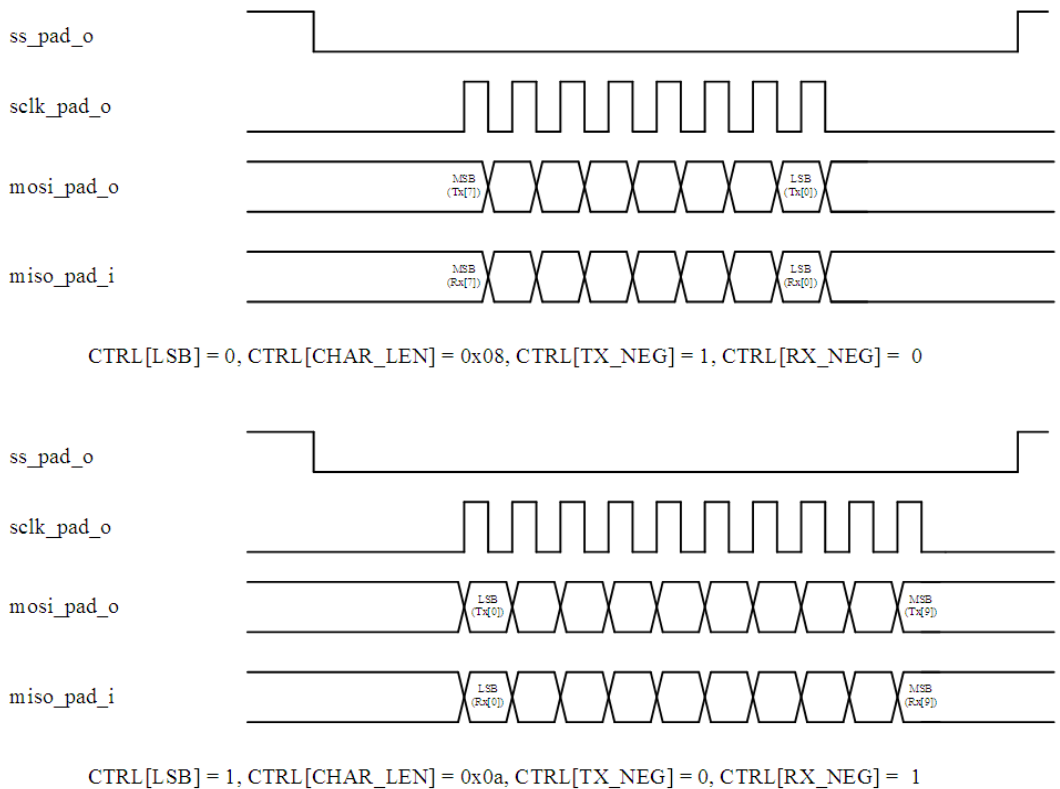 ss_pad_o
sclk_pad_o
mosi_pad_o
MSB
(Tx[7])
LSB
(Tx[0])
miso_pad_i
MSB
(Rx[7])
LSB
(Rx[0])
CTRL[LSB] = 0, CTRL[CHAR_LEN] = 0x08, CTRL[TX_NEG] = 1, CTRL[RX_NEG] = 0
ss_pad_o
sclk_pad_o
mosi_pad_o
LSB
(Tx[0])
MSB
(Tx[9])
miso_pad_i
LSB
(Rx[0])
MSB
(Rx[9])
CTRL[LSB] = 1, CTRL[CHAR_LEN] = 0x0a, CTRL[TX_NEG] = 0, CTRL[RX_NEG] = 1